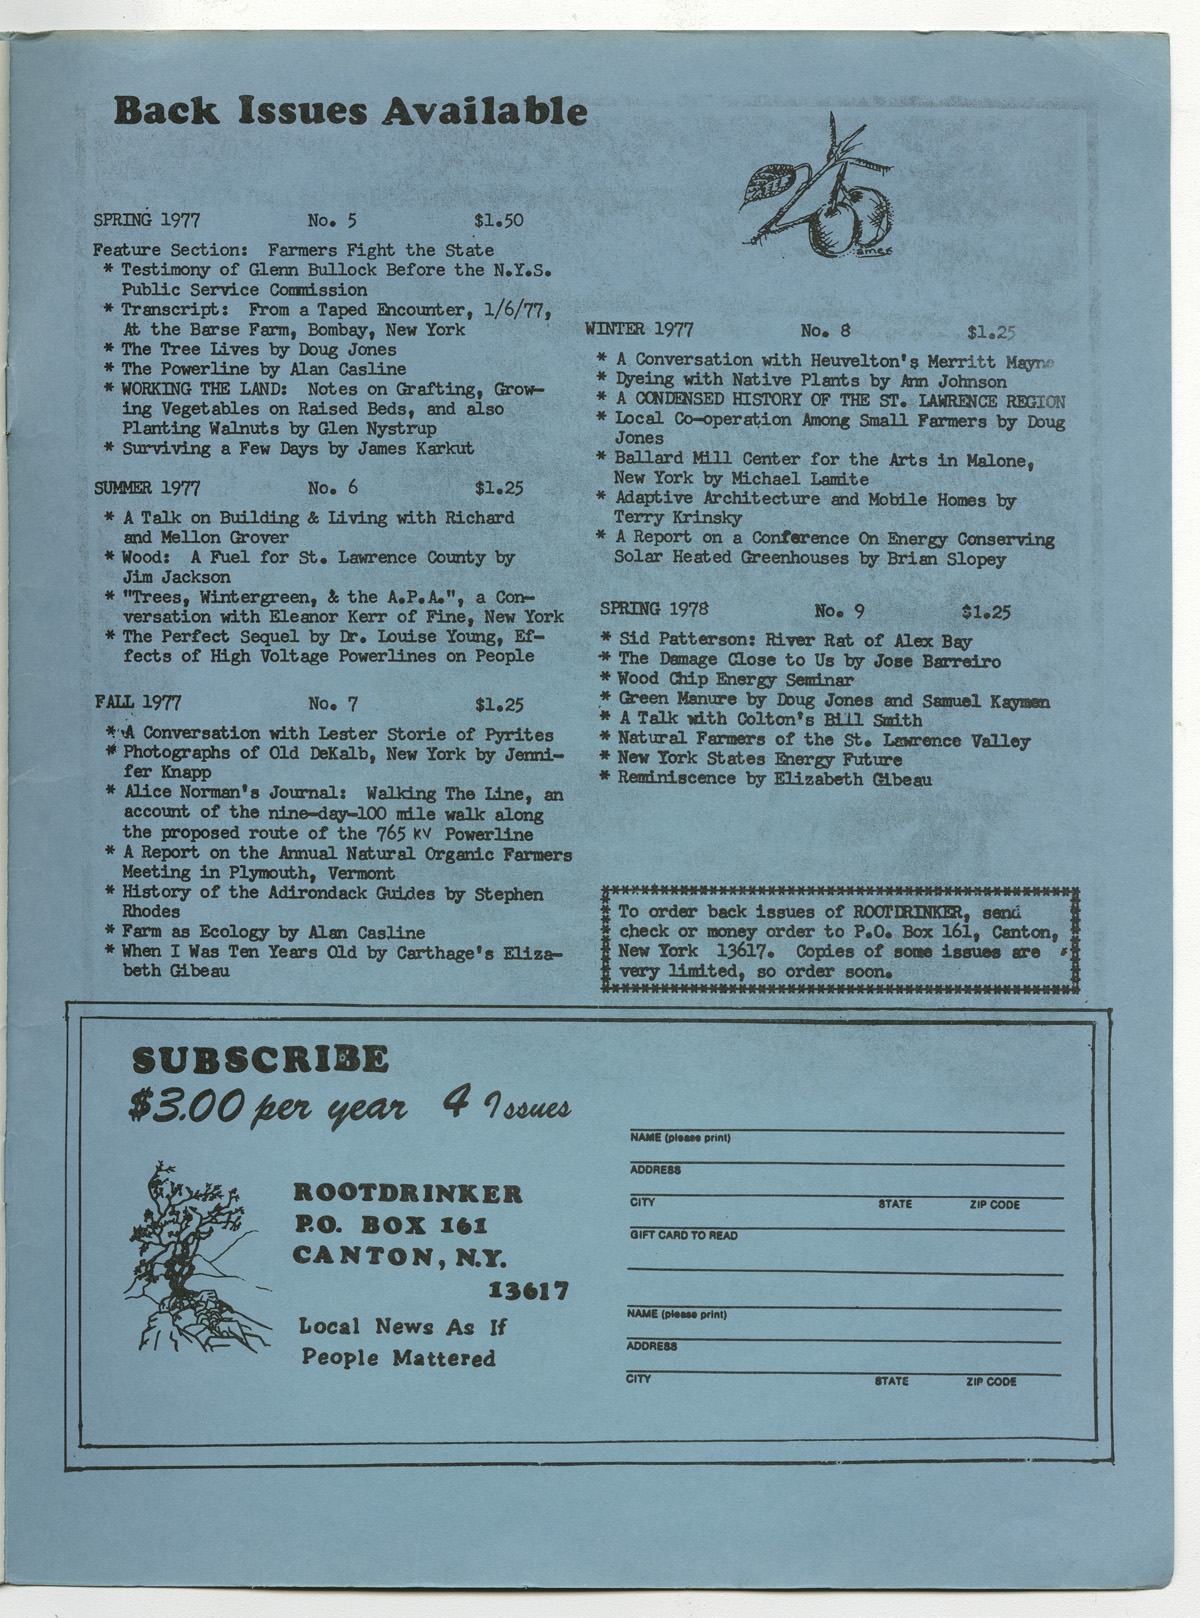 Back Issues Available
SPRING 1977 No. 5 $1.50
Feature Section: Farmers Fight the State
* Testimony of Glenn Bullock Before the N.Y.S.
Public Service Commission
* Transcript: From a Taped Encounter, 1/6/77,
At the Barse Farm, Bombay, New York
* The Tree Lives by Doug Jones
* The Powerline by Alan Casline
* WORKING THE LAND: Notes on Grafting, Grow-
ing Vegetables on Raised Beds, and also
Planting Walnuts by Glen Nystrup
* Surviving a Few Days by James Karkut
SUMMER 1977 No. 6 $1.25
* A Talk on Building & Living with Richard
and Mellon Grover
* Wood: A Fuel for St. Lawrence County by
Jim Jackson
* "Trees, Wintergreen, & the A.P.A.", a Con-
versation with Eleanor Kerr of Fine, New York
* The Perfect Sequel by Dr. Louise Young, Ef-
fects of High Voltage Powerlines on People
FALL 1977 No. 7 $1.25
* A Conversation with Lester Storie of Pyrites
* Photographs of Old DeKalb, New York by Jenni-
fer Knapp
* Alice Norman's Journal: Walking The Line, an
account of the nine-day-100 mile walk along
the proposed route of the 765 KV Powerline
* A Report on the Annual Natural Organic Farmers
Meeting in Plymouth, Vermont
* History of the Adirondack Guides by Stephen
Rhodes
* Farm as Ecology by Alan Casline
* When I Was Ten Years Old by Carthage's Eliza-
beth Gibeau
ames
WINTER 1977 No. 8 $1.25
* A Conversation with Heuvelton's Merritt Mayne
* Dyeing with Native Plants by Ann Johnson
* A CONDENSED HISTORY OF THE ST. LAWRENCE REGION
* Local Co-operation Among Small Farmers by Doug
Jones
* Ballard Mill Center for the Arts in Malone,
New York by Michael Lamite
* Adaptive Architecture and Mobile Homes by
Terry Krinsky
* A Report on a Conference On Energy Conserving
Solar Heated Greenhouses by Brian Slopey
SPRING 1978 No. 9 $1.25
* Sid Patterson: River Rat of Alex Bay
* The Damage Close to Us by Jose Barreiro
* Wood Chip Energy Seminar
* Green Manure by Doug Jones and Samuel Kaymen
* A Talk with Colton's Bill Smith
* Natural Farmers of the St. Lawrence Valley
* New York States Energy Future
* Reminiscence by Elizabeth Gibeau
To order back issues of ROOTDRINKER, send
check or money order to P.O. Box 161, Canton,
New York 13617. Copies of some issues are
very limited, so order soon.
SUBSCRIBE
$3.00 per year 4 Issues
ROOTDRINKER
P.O. BOX 161
CANTON, N.Y.
13617
Local News As If
People Mattered
NAME (please print)
ADDRESS
CITY STATE ZIP CODE
GIFT CARD TO READ
NAME (please print)
ADDRESS
CITY STATE ZIP CODE